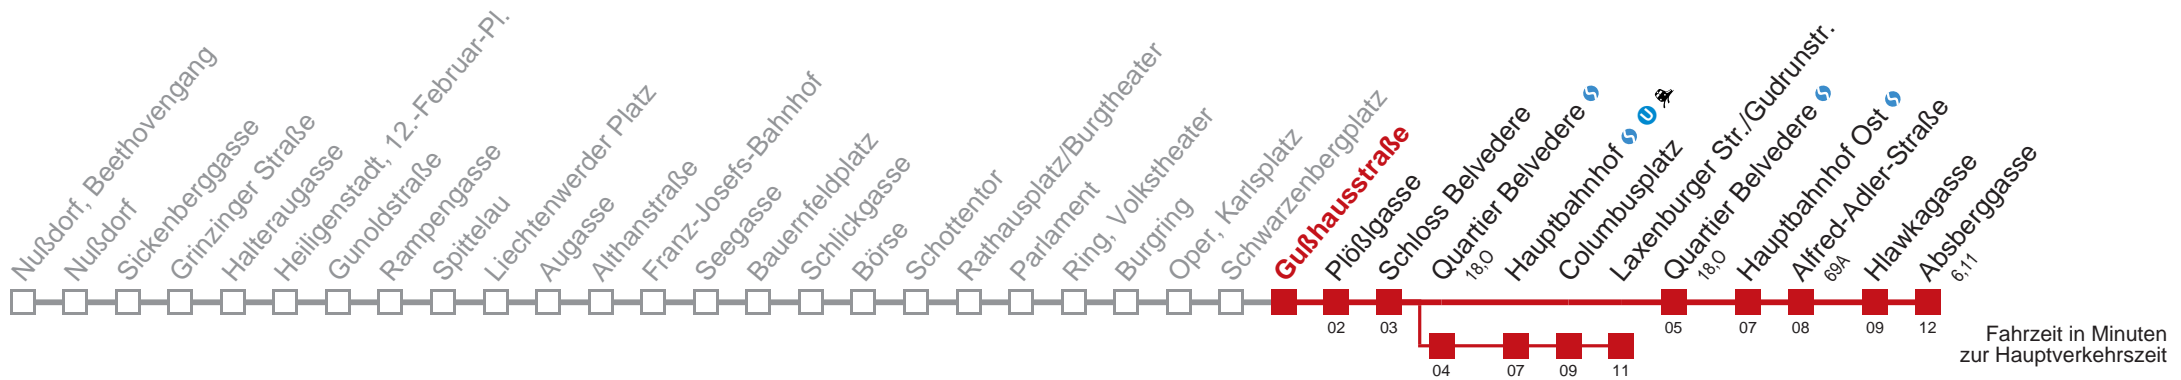 Nußdorf, Beethovengang
Nußdorf
Sickenberggasse
Grinzinger Straße
Halteraugasse
Heiligenstadt, 12.-Februar-Pl.
Gunoldstraße
Rampengasse
Spittelau
Liechtenwerder Platz
Augasse
Althanstraße
Franz-Josefs-Bahnhof
Seegasse
Bauernfeldplatz
Schlickgasse
Börse
Schottentor
Rathausplatz/Burgtheater
Parlament
Ring, Volkstheater
Burgring
Oper, Karlsplatz
Schwarzenbergplatz
Gußhausstraße
Plößlgasse
Schloss Belvedere
Quartier Belvedere S
18,O
Hauptbahnhof S U
Columbusplatz
Laxenburger Str./Gudrunstr.
Quartier Belvedere S
18,O
Hauptbahnhof Ost S
Alfred-Adler-Straße
69A
Hlawkagasse
Absberggasse
6,11
02 03 05 07 08 09 12
04 07 09 11
Fahrzeit in Minuten
zur Hauptverkehrszeit